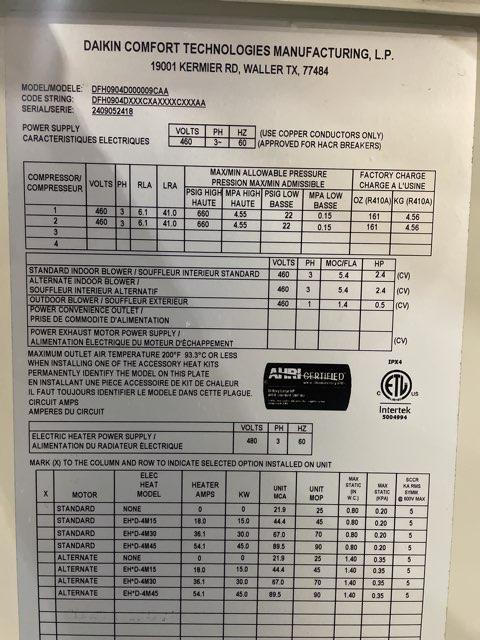 DAIKIN COMFORT TECHNOLOGIES MANUFACTURING, L.P.
19001 KERMIER RD, WALLER TX, 77484
MODEL/MODELE: DFH0904D000009CAA
CODE STRING: DFH0904DXXXCXAXXXXCXXXAA
SERIAL/SERIE: 2409052418
POWER SUPPLY
CARACTERISTIQUES ELECTRIQUES
VOLTS PH HZ
460 3~ 60
(USE COPPER CONDUCTORS ONLY)
(APPROVED FOR HACR BREAKERS)
COMPRESSOR/
COMPRESSEUR
VOLTS PH RLA LRA
MAX/MIN ALLOWABLE PRESSURE
PRESSION MAX/MIN ADMISSIBLE
PSIG HIGH HAUTE MPA HIGH HAUTE PSIG LOW BASSE MPA LOW BASSE
FACTORY CHARGE
CHARGE A L'USINE
OZ (R410A) KG (R410A)
1 460 3 6.1 41.0 660 4.55 22 0.15 161 4.56
2 460 3 6.1 41.0 660 4.55 22 0.15 161 4.56
3
4
VOLTS PH MOC/FLA HP
STANDARD INDOOR BLOWER / SOUFFLEUR INTERIEUR STANDARD 460 3 5.4 2.4 (CV)
ALTERNATE INDOOR BLOWER /
SOUFFLEUR INTERIEUR ALTERNATIF 460 3 5.4 2.4 (CV)
OUTDOOR BLOWER / SOUFFLEUR EXTERIEUR 460 1 1.4 0.5 (CV)
POWER CONVENIENCE OUTLET /
PRISE DE COMMODITE D'ALIMENTATION
POWER EXHAUST MOTOR POWER SUPPLY /
ALIMENTATION ÉLECTRIQUE DU MOTEUR D'ÉCHAPPEMENT (CV)
MAXIMUM OUTLET AIR TEMPERATURE 200°F 93.3°C OR LESS
WHEN INSTALLING ONE OF THE ACCESSORY HEAT KITS
PERMANENTLY IDENTIFY THE MODEL ON THIS PLATE
EN INSTALLANT UNE PIECE ACCESSOIRE DE KIT DE CHALEUR
IL FAUT TOUJOURS IDENTIFIER LE MODELE DANS CETTE PLAQUE.
CIRCUIT AMPS
AMPERES DU CIRCUIT
AHRI CERTIFIED
IPX4
C ETL US
Intertek
5004994
VOLTS PH HZ
ELECTRIC HEATER POWER SUPPLY /
ALIMENTATION DU RADIATEUR ÉLECTRIQUE 480 3 60
MARK (X) TO THE COLUMN AND ROW TO INDICATE SELECTED OPTION INSTALLED ON UNIT
X MOTOR ELEC HEAT MODEL HEATER AMPS KW UNIT MCA UNIT MOP MAX STATIC (IN W.C.) MAX STATIC (KPA) SCCR KA RMS SYMM @ 600V MAX
STANDARD NONE 0 0 21.9 25 0.80 0.20 5
STANDARD EH*D-4M15 18.0 15.0 44.4 45 0.80 0.20 5
STANDARD EH*D-4M30 36.1 30.0 67.0 70 0.80 0.20 5
STANDARD EH*D-4M45 54.1 45.0 89.5 90 0.80 0.20 5
ALTERNATE NONE 0 0 21.9 25 1.40 0.35 5
ALTERNATE EH*D-4M15 18.0 15.0 44.4 45 1.40 0.35 5
ALTERNATE EH*D-4M30 36.1 30.0 67.0 70 1.40 0.35 5
ALTERNATE EH*D-4M45 54.1 45.0 89.5 90 1.40 0.35 5